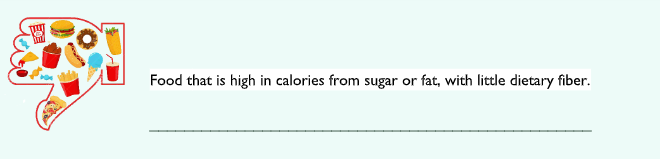 Food that is high in calories from sugar or fat, with little dietary fiber.